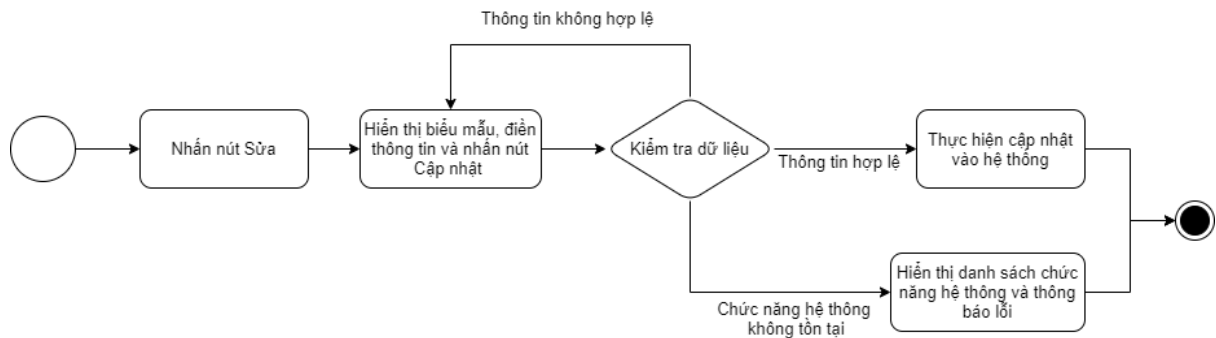 Thông tin không hợp lệ
Nhấn nút Sửa
Hiển thị biểu mẫu, điền
thông tin và nhấn nút
Cập nhật
Kiểm tra dữ liệu
Thông tin hợp lệ
Thực hiện cập nhật
vào hệ thống
Chức năng hệ thông
không tồn tại
Hiển thị danh sách chức
năng hệ thông và thông
báo lỗi